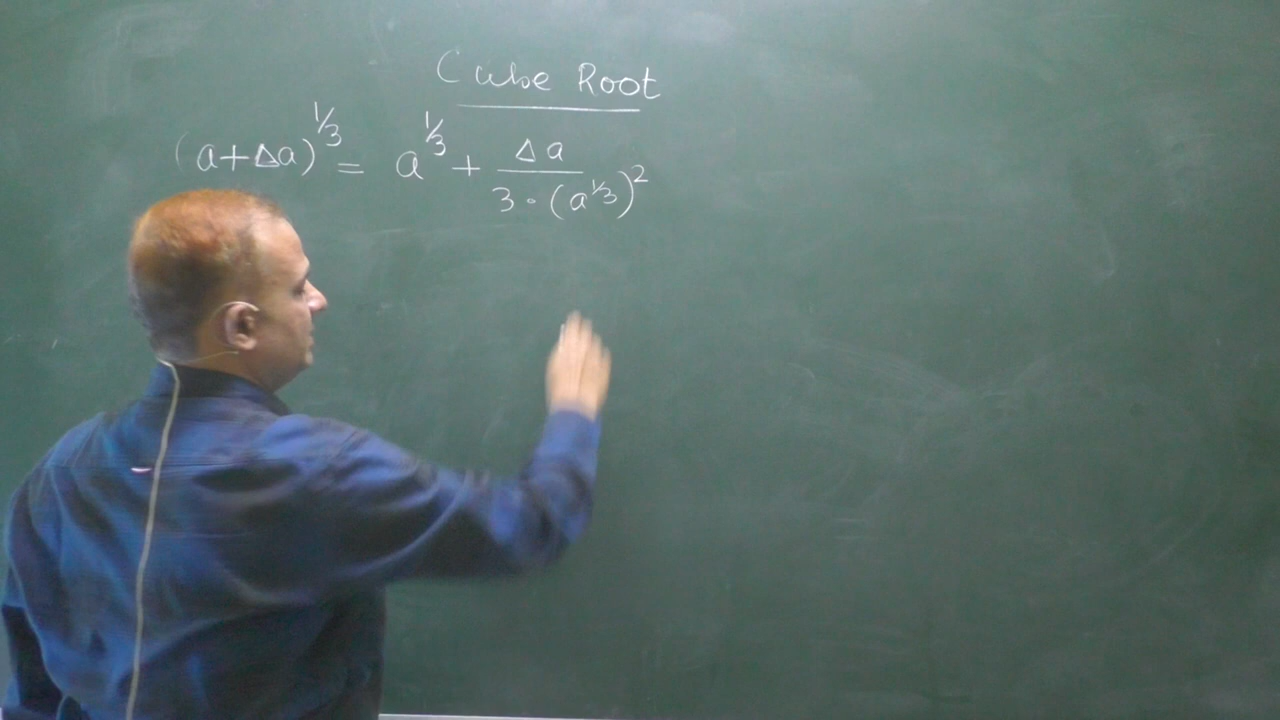 Cube Root
(a+Δa)^1/3 = a^1/3 + Δa / 3·(a^1/3)^2